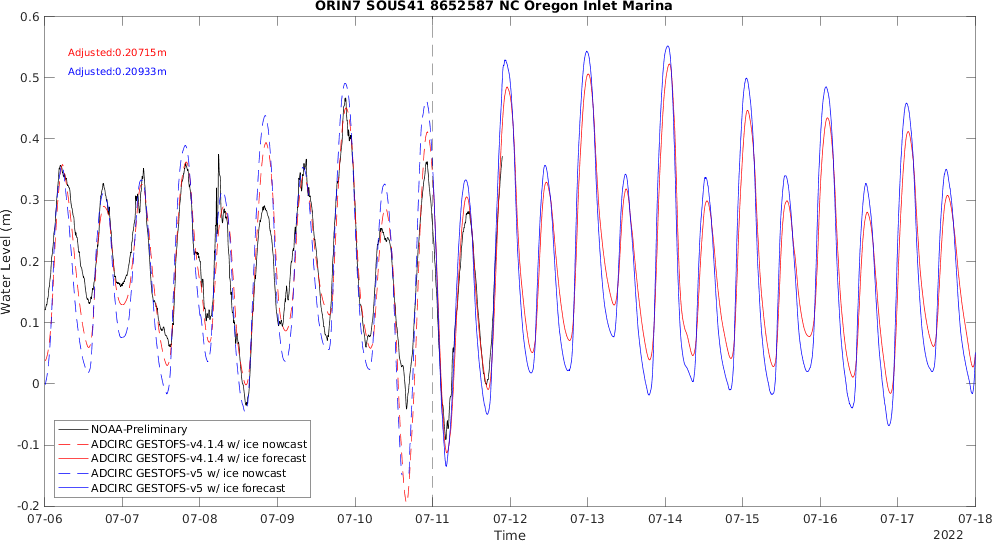 ORIN7 SOUS41 8652587 NC Oregon Inlet Marina
0.6
0.5
0.4
0.3
0.2
0.1
0
-0.1
-0.2
Water Level (m)
Adjusted:0.20715m
Adjusted:0.20933m
NOAA-Preliminary
ADCIRC GESTOFS-v4.1.4 w/ ice nowcast
ADCIRC GESTOFS-v4.1.4 w/ ice forecast
ADCIRC GESTOFS-v5 w/ ice nowcast
ADCIRC GESTOFS-v5 w/ ice forecast
07-06 07-07 07-08 07-09 07-10 07-11 07-12 07-13 07-14 07-15 07-16 07-17 07-18
Time
2022